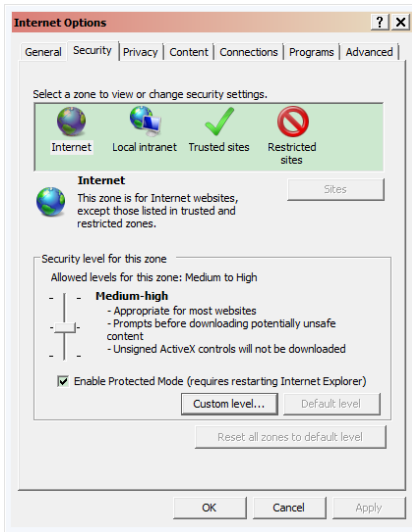 Internet Options
? X
General Security Privacy Content Connections Programs Advanced
Select a zone to view or change security settings.
Internet Local intranet Trusted sites Restricted
sites
Internet
Sites
This zone is for Internet websites,
except those listed in trusted and
restricted zones.
Security level for this zone
Allowed levels for this zone: Medium to High
Medium-high
- Appropriate for most websites
- Prompts before downloading potentially unsafe
content
- Unsigned ActiveX controls will not be downloaded
Enable Protected Mode (requires restarting Internet Explorer)
Custom level... Default level
Reset all zones to default level
OK Cancel Apply